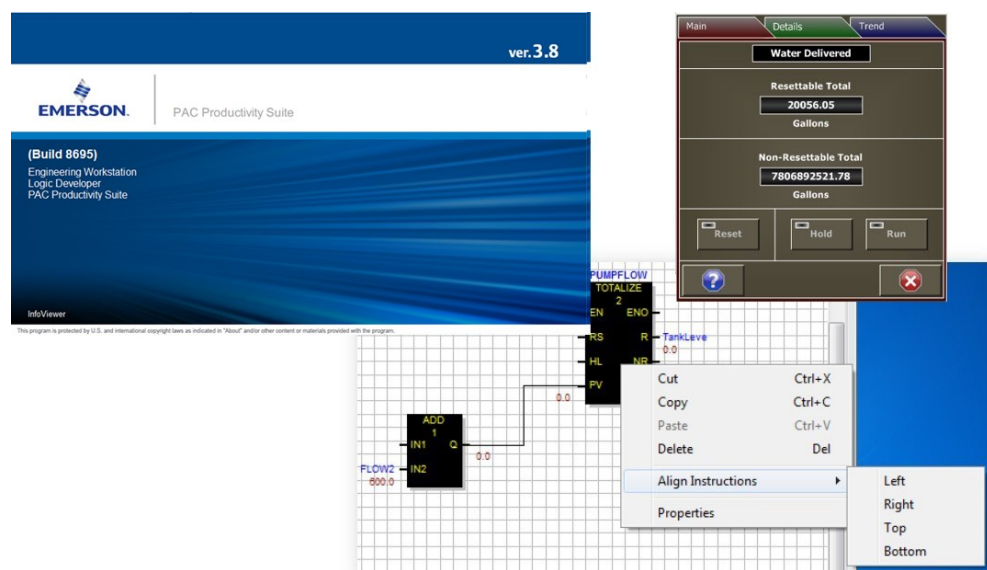 ver.3.8
EMERSON.
PAC Productivity Suite
(Build 8695)
Engineering Workstation
Logic Developer
PAC Productivity Suite
InfoViewer
This program is protected by U.S. and international copyright laws as indicated in "About" and/or other content or materials provided with the program.
Main Details Trend
Water Delivered
Resettable Total
20056.05
Gallons
Non-Resettable Total
7806892521.78
Gallons
Reset Hold Run
?
PUMPFLOW
TOTALIZE
2
EN ENO
RS R TankLeve
0.0
HL NR
PV
0.0
ADD
1
IN1 Q
0.0
FLOW2 IN2
600.0
Cut Ctrl+X
Copy Ctrl+C
Paste Ctrl+V
Delete Del
Align Instructions
Properties
Left
Right
Top
Bottom